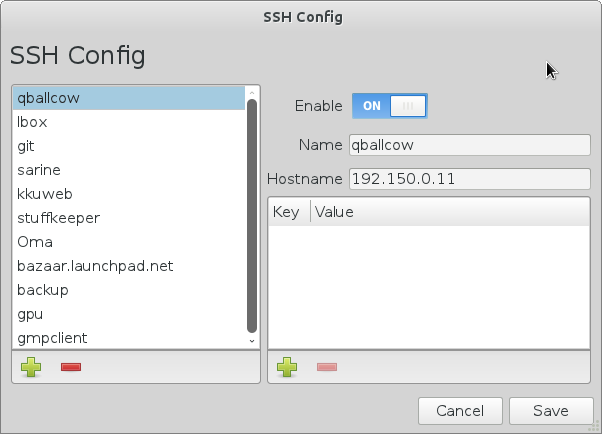 SSH Config
SSH Config
qballcow
lbox
git
sarine
kkuweb
stuffkeeper
Oma
bazaar.launchpad.net
backup
gpu
gmpclient
Enable ON
Name qballcow
Hostname 192.150.0.11
Key Value
Cancel Save